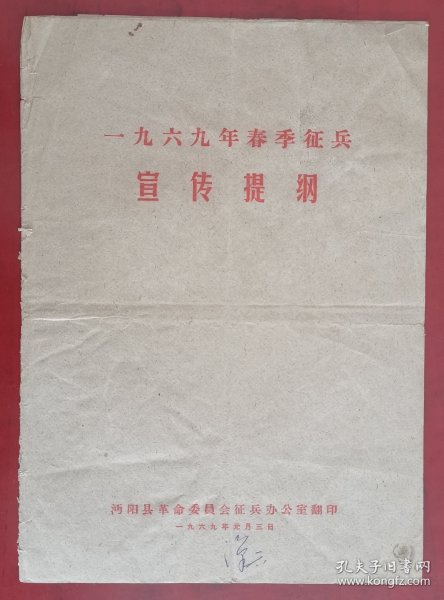 一九六九年春季征兵
宣传提纲
沔阳县革命委員会征兵办公室翻印
一九六九年元月三日
孔夫子旧书网
www.kongfz.com